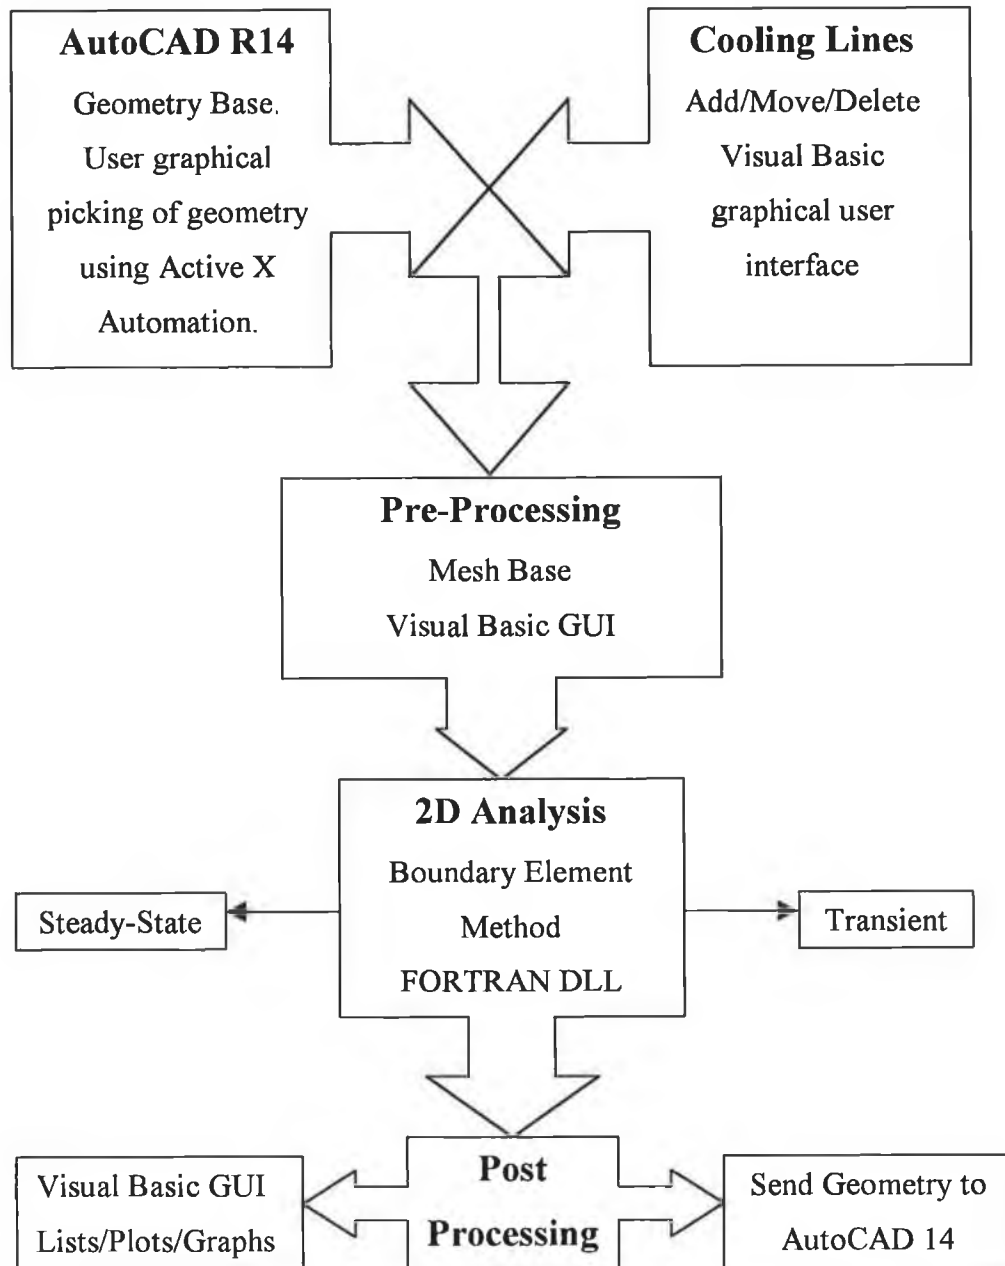 AutoCAD R14
Geometry Base.
User graphical
picking of geometry
using Active X
Automation.
Cooling Lines
Add/Move/Delete
Visual Basic
graphical user
interface
Pre-Processing
Mesh Base
Visual Basic GUI
2D Analysis
Boundary Element
Method
FORTRAN DLL
Steady-State
Transient
Post
Processing
Visual Basic GUI
Lists/Plots/Graphs
Send Geometry to
AutoCAD 14